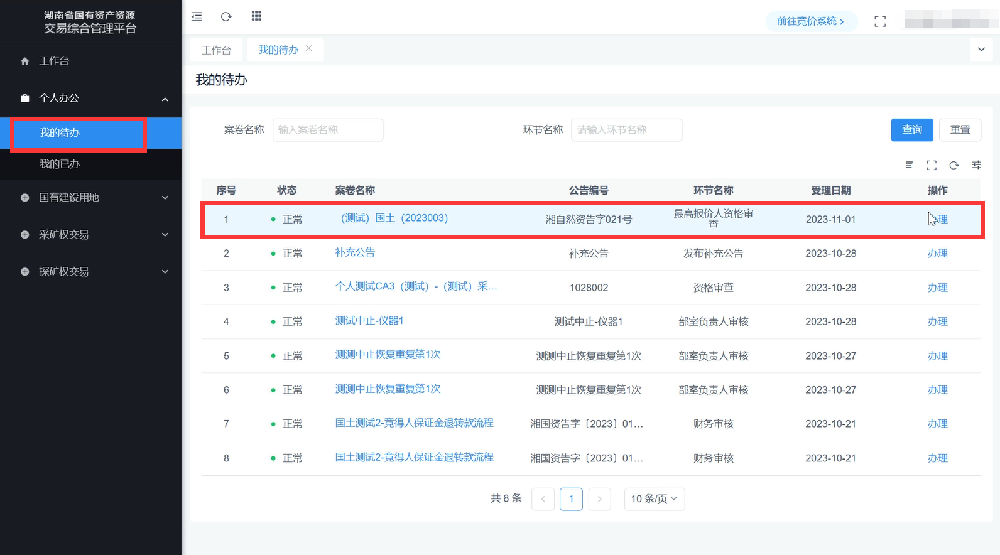 湖南省国有资产资源
交易综合管理平台
工作台
个人办公
我的待办
我的已办
国有建设用地
采矿权交易
探矿权交易
前往竞价系统
工作台 我的待办
我的待办
案卷名称 输入案卷名称 环节名称 请输入环节名称 查询 重置
序号 状态 案卷名称 公告编号 环节名称 受理日期 操作
1 正常 （测试）国土（2023003） 湘自然资告字021号 最高报价人资格审 2023-11-01 理
查
2 正常 补充公告 补充公告 发布补充公告 2023-10-28 办理
3 正常 个人测试CA3（测试）-（测试）采... 1028002 资格审查 2023-10-28 办理
4 正常 测试中止-仪器1 测试中止-仪器1 部室负责人审核 2023-10-28 办理
5 正常 测测中止恢复重复第1次 测测中止恢复重复第1次 部室负责人审核 2023-10-27 办理
6 正常 测测中止恢复重复第1次 测测中止恢复重复第1次 部室负责人审核 2023-10-27 办理
7 正常 国土测试2-竞得人保证金退转款流程 湘国资告字〔2023〕01... 财务审核 2023-10-21 办理
8 正常 国土测试2-竞得人保证金退转款流程 湘国资告字〔2023〕01... 财务审核 2023-10-21 办理
共 8 条 1 10 条/页